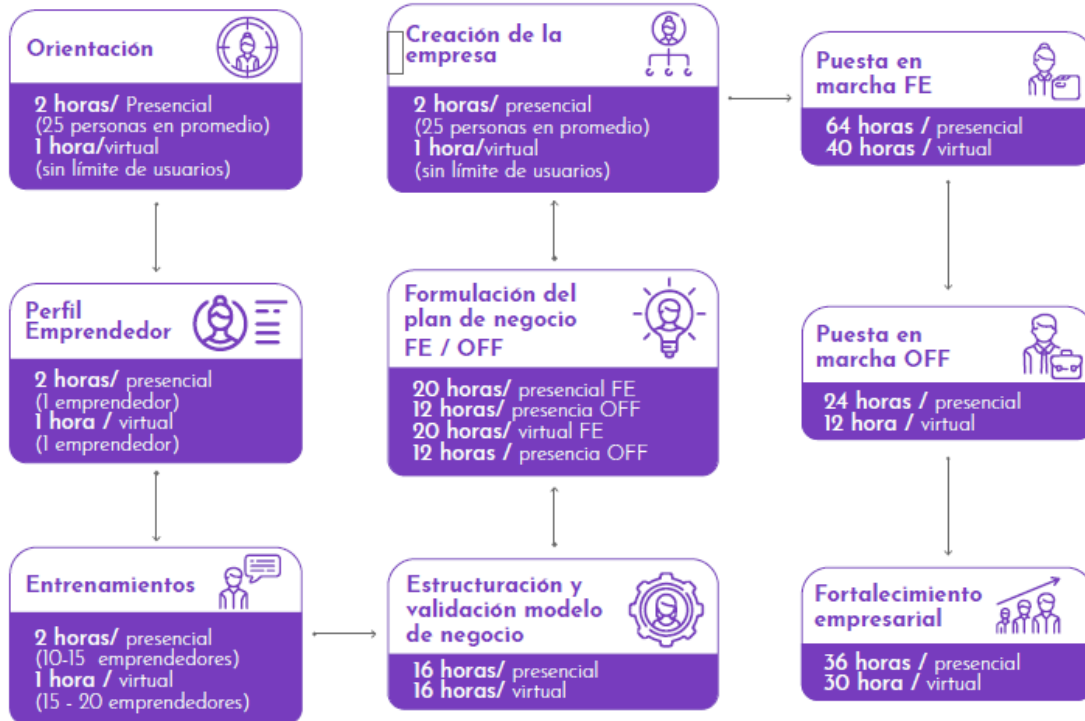 Orientación
2 horas/ Presencial
(25 personas en promedio)
1 hora/virtual
(sin límite de usuarios)
Perfil
Emprendedor
2 horas/ presencial
(1 emprendedor)
1 hora / virtual
(1 emprendedor)
Entrenamientos
2 horas/ presencial
(10-15 emprendedores)
1 hora / virtual
(15 - 20 emprendedores)
Estructuración y
validación modelo
de negocio
16 horas/ presencial
16 horas/ virtual
Formulación del
plan de negocio
FE / OFF
20 horas/ presencial FE
12 horas/ presencia OFF
20 horas/ virtual FE
12 horas / presencia OFF
Creación de la
empresa
2 horas/ presencial
(25 personas en promedio)
1 hora/virtual
(sin límite de usuarios)
Puesta en
marcha FE
64 horas / presencial
40 horas / virtual
Puesta en
marcha OFF
24 horas / presencial
12 hora / virtual
Fortalecimiento
empresarial
36 horas / presencial
30 hora / virtual